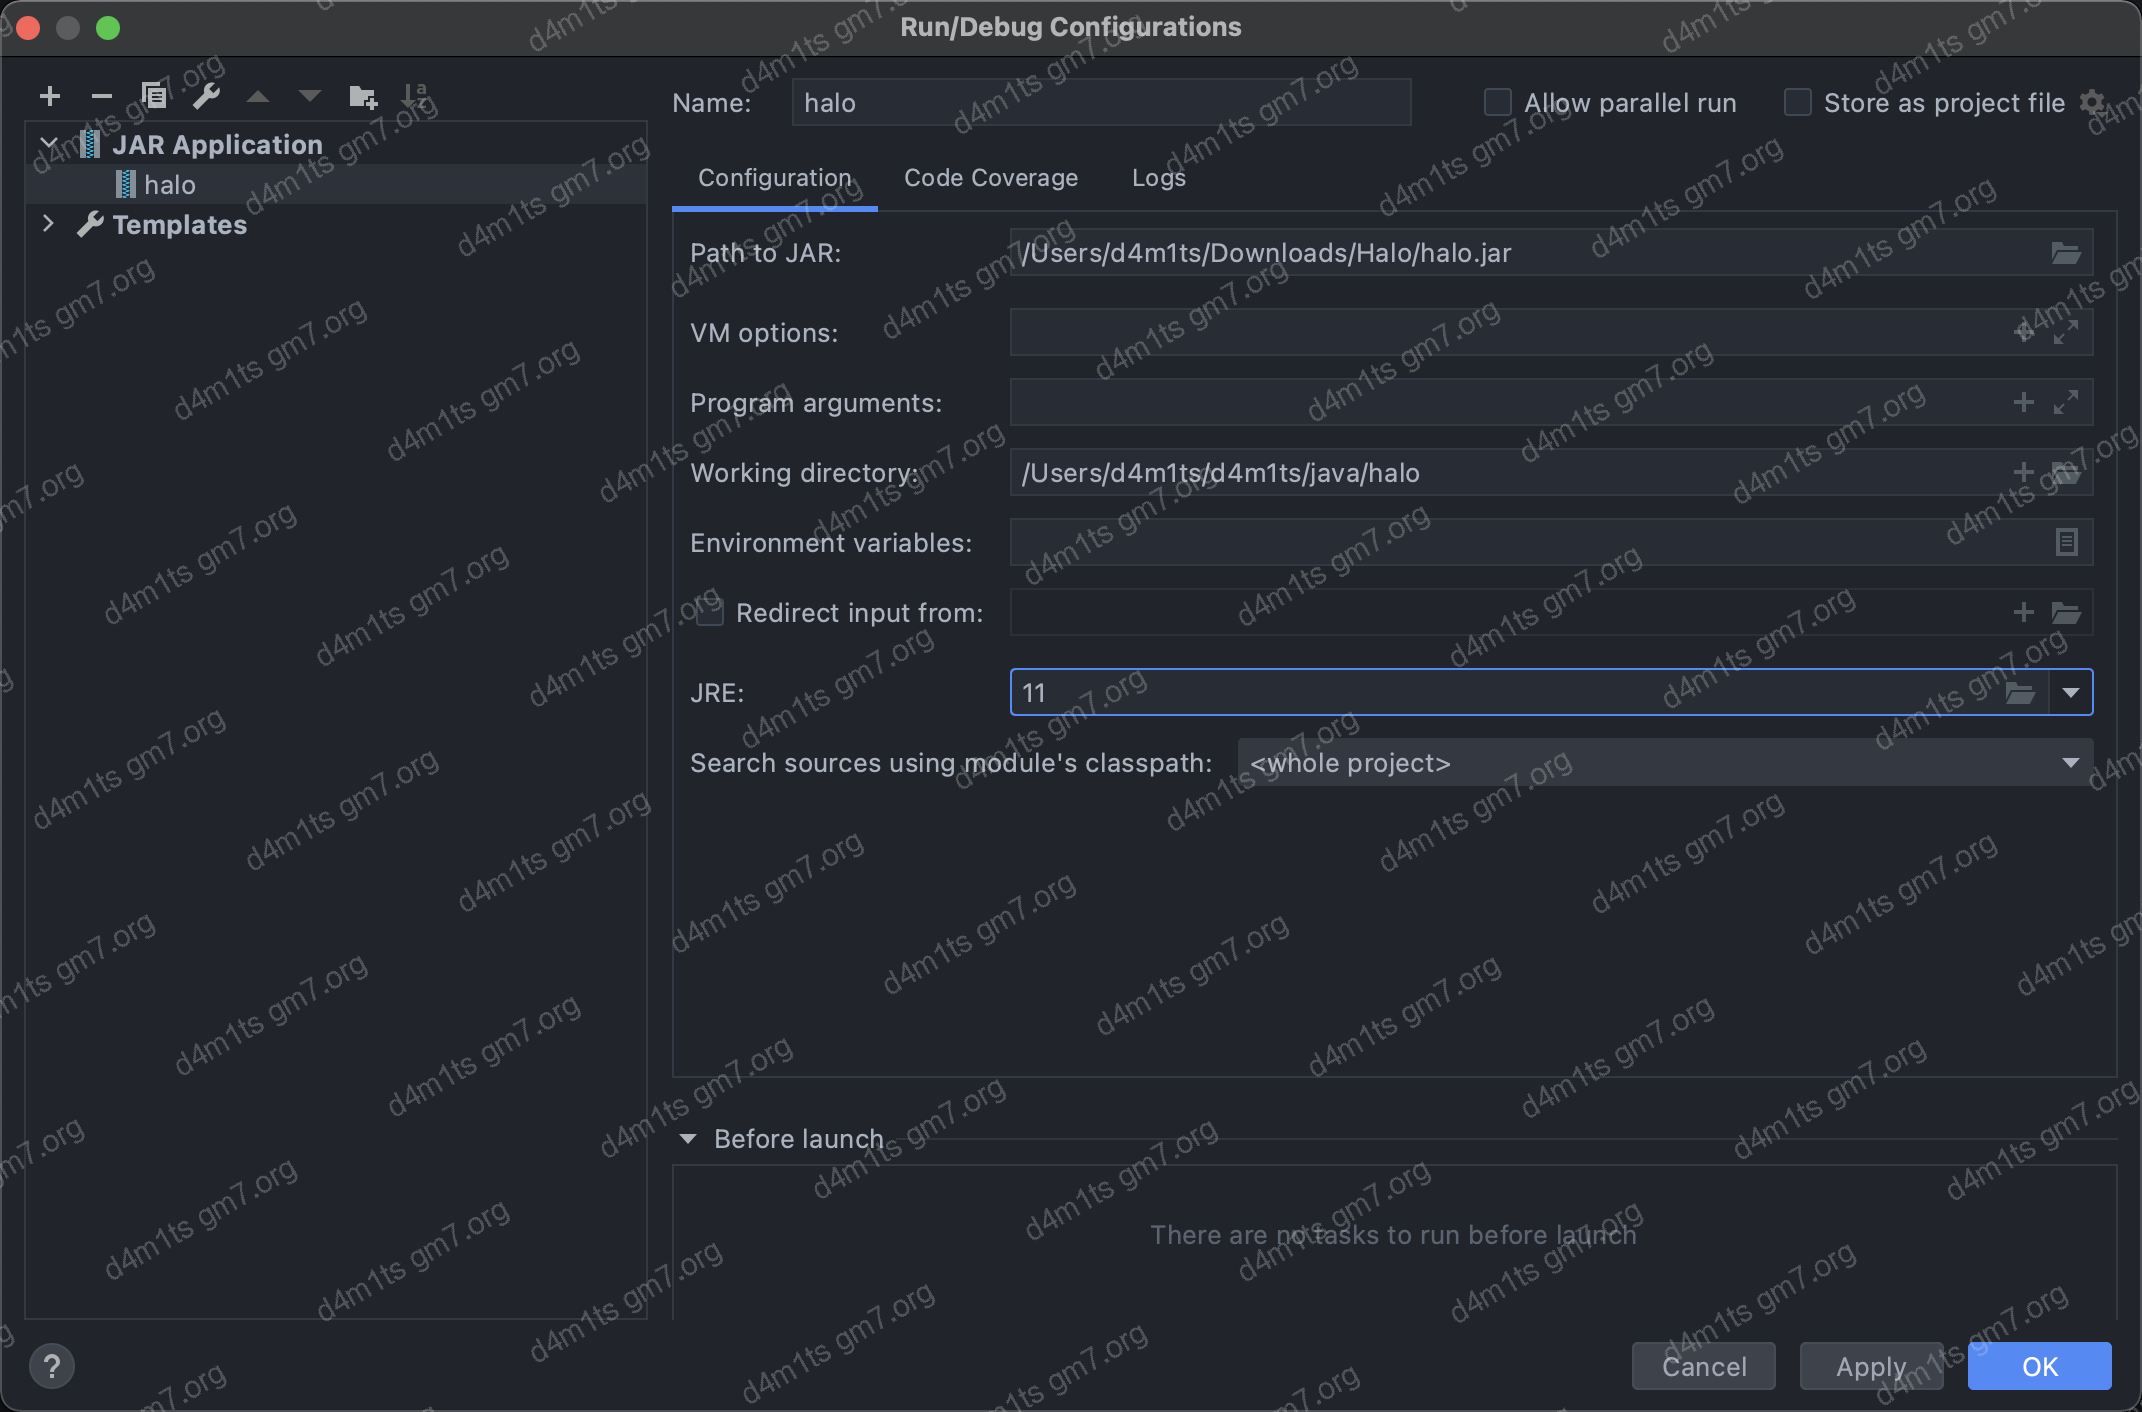 Run/Debug Configurations
Name: halo
Allow parallel run
Store as project file
JAR Application
halo
Templates
Configuration Code Coverage Logs
Path to JAR: /Users/d4m1ts/Downloads/Halo/halo.jar
VM options:
Program arguments:
Working directory: /Users/d4m1ts/d4m1ts/java/halo
Environment variables:
Redirect input from:
JRE: 11
Search sources using module's classpath: <whole project>
Before launch
There are no tasks to run before launch
? Cancel Apply OK
d4m1ts gm7.org